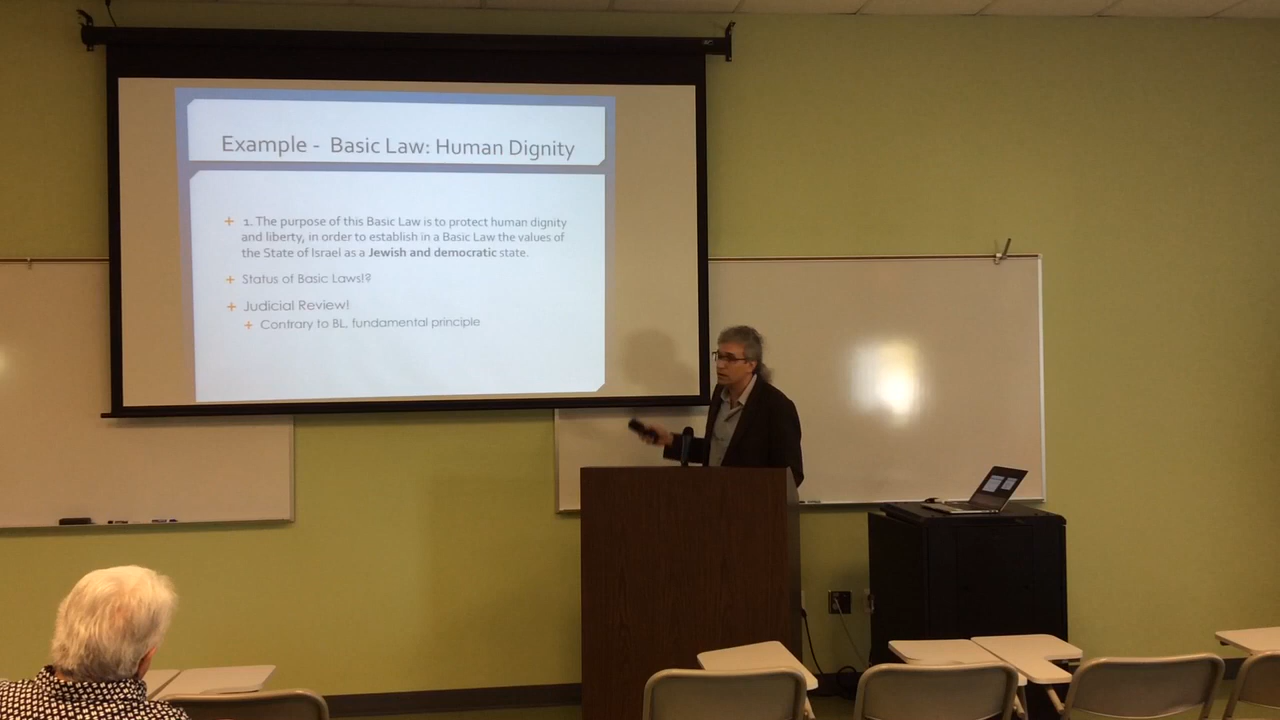 Example - Basic Law: Human Dignity
1. The purpose of this Basic Law is to protect human dignity
and liberty, in order to establish in a Basic Law the values of
the State of Israel as a Jewish and democratic state.
Status of Basic Laws!?
Judicial Review!
Contrary to BL. fundamental principle